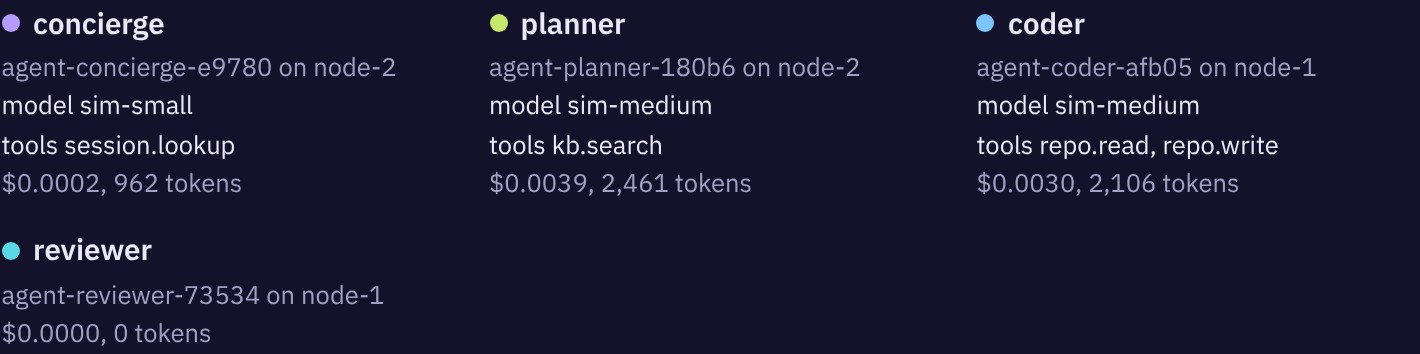 concierge
agent-concierge-e9780 on node-2
model sim-small
tools session.lookup
$0.0002, 962 tokens
planner
agent-planner-180b6 on node-2
model sim-medium
tools kb.search
$0.0039, 2,461 tokens
coder
agent-coder-afb05 on node-1
model sim-medium
tools repo.read, repo.write
$0.0030, 2,106 tokens
reviewer
agent-reviewer-73534 on node-1
$0.0000, 0 tokens